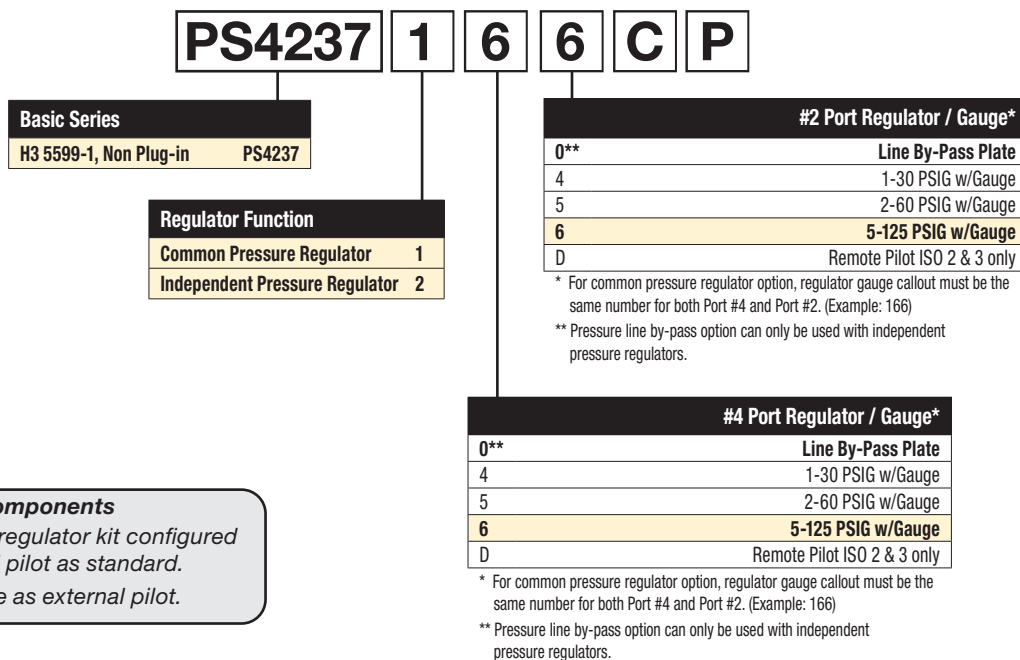 PS4237 1 6 6 C P
Basic Series
H3 5599-1, Non Plug-in PS4237
Regulator Function
Common Pressure Regulator 1
Independent Pressure Regulator 2
#2 Port Regulator / Gauge*
0** Line By-Pass Plate
4 1-30 PSIG w/Gauge
5 2-60 PSIG w/Gauge
6 5-125 PSIG w/Gauge
D Remote Pilot ISO 2 & 3 only
* For common pressure regulator option, regulator gauge callout must be the
same number for both Port #4 and Port #2. (Example: 166)
** Pressure line by-pass option can only be used with independent
pressure regulators.
#4 Port Regulator / Gauge*
0** Line By-Pass Plate
4 1-30 PSIG w/Gauge
5 2-60 PSIG w/Gauge
6 5-125 PSIG w/Gauge
D Remote Pilot ISO 2 & 3 only
* For common pressure regulator option, regulator gauge callout must be the
same number for both Port #4 and Port #2. (Example: 166)
** Pressure line by-pass option can only be used with independent
pressure regulators.
regulator kit configured
pilot as standard.
as external pilot.